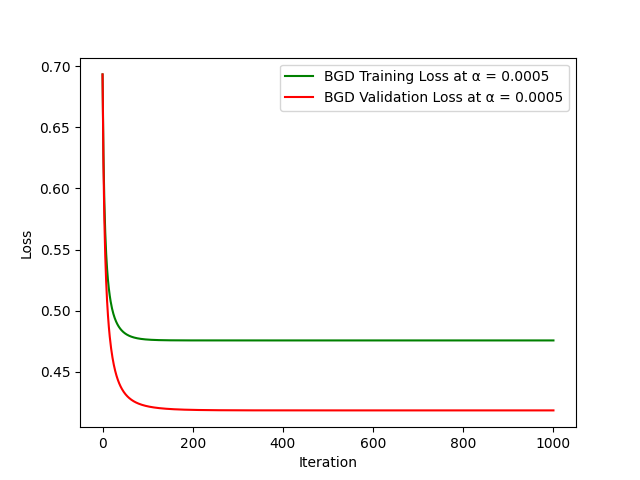 BGD Training Loss at α = 0.0005
BGD Validation Loss at α = 0.0005
0.70
0.65
0.60
0.55
0.50
0.45
Loss
0 200 400 600 800 1000
Iteration